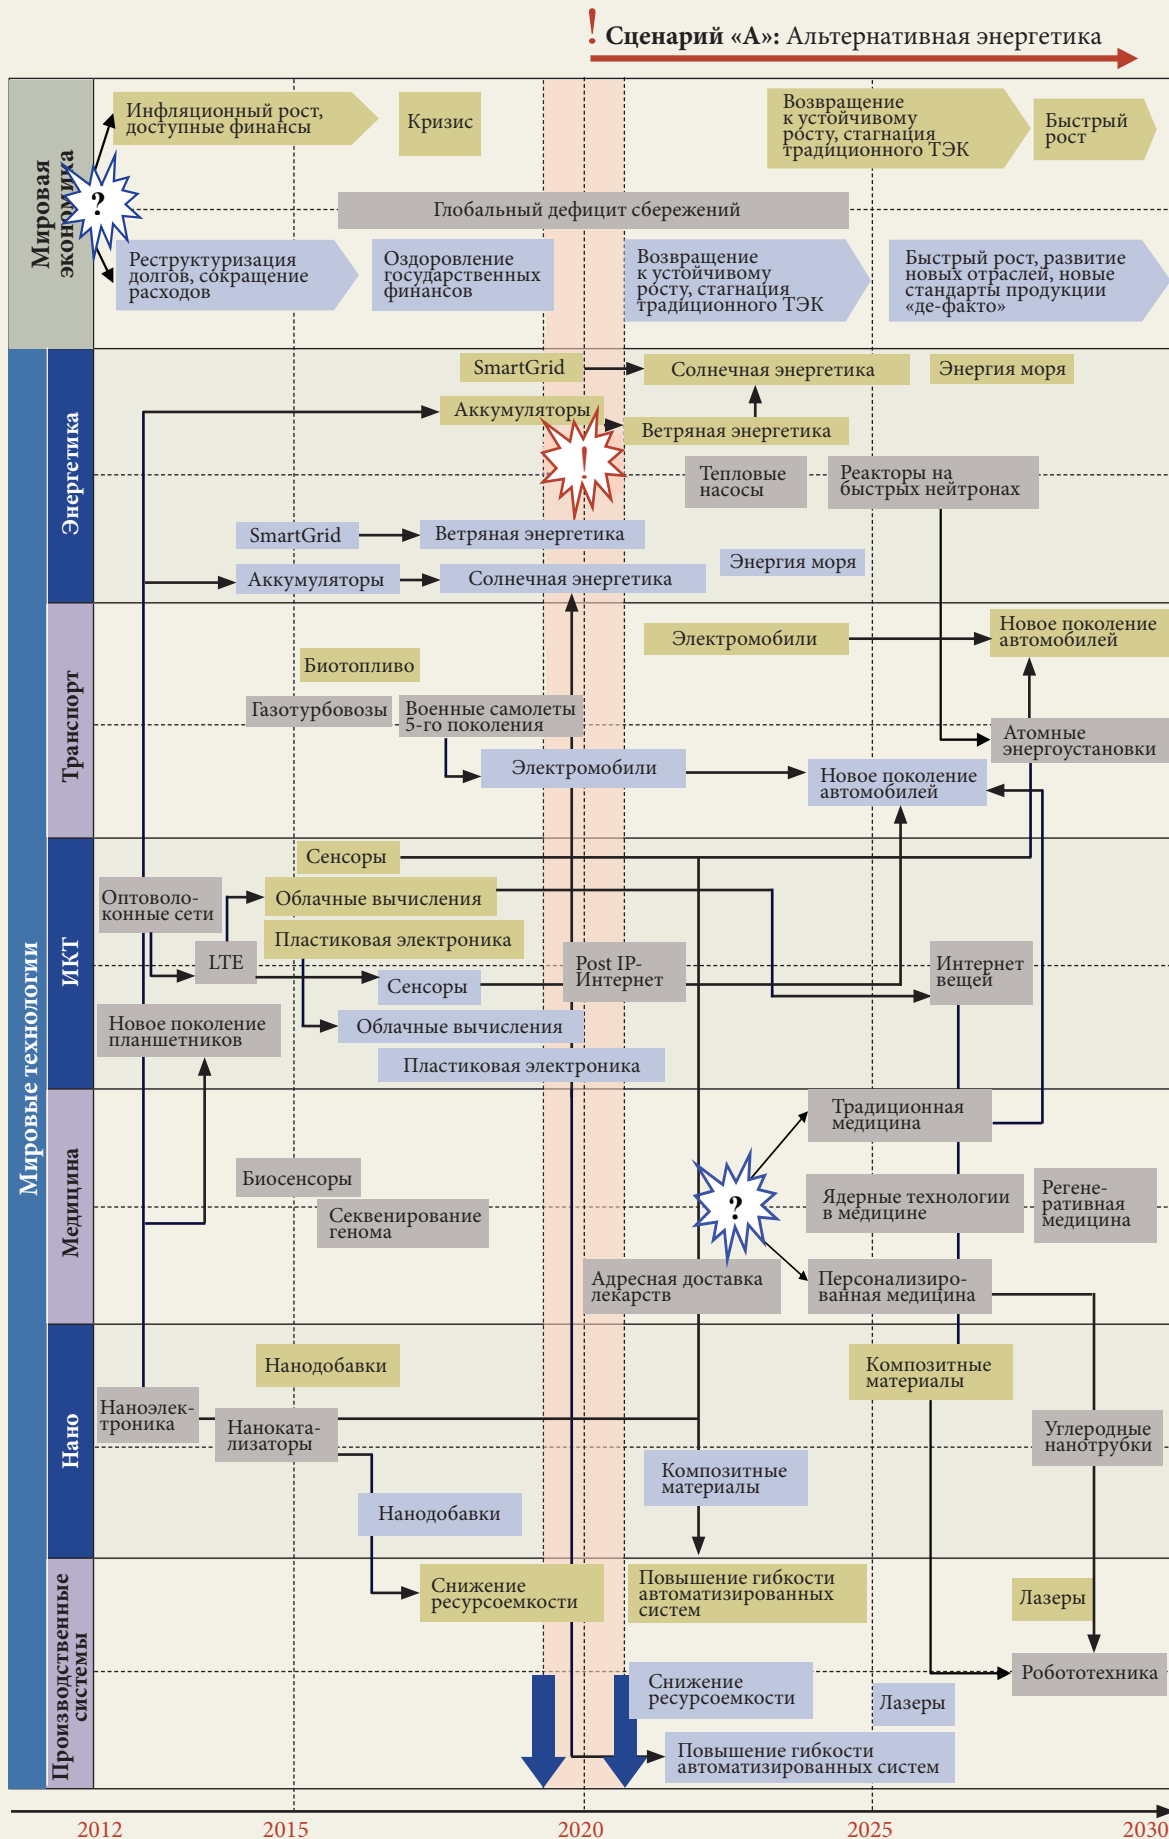 ! Сценарий «А»: Альтернативная энергетика
Мировая
экономика
Инфляционный рост,
доступные финансы
Кризис
Возвращение
к устойчивому
росту, стагнация
традиционного ТЭК
Быстрый
рост
?
Глобальный дефицит сбережений
Реструктуризация
долгов, сокращение
расходов
Оздоровление
государственных
финансов
Возвращение
к устойчивому
росту, стагнация
традиционного ТЭК
Быстрый рост, развитие
новых отраслей, новые
стандарты продукции
«де-факто»
Мировые технологии
Энергетика
SmartGrid
Солнечная энергетика
Энергия моря
Аккумуляторы
Ветряная энергетика
!
Тепловые
насосы
Реакторы на
быстрых нейтронах
SmartGrid
Ветряная энергетика
Энергия моря
Аккумуляторы
Солнечная энергетика
Транспорт
Электромобили
Новое поколение
автомобилей
Биотопливо
Газотурбовозы
Военные самолеты
5-го поколения
Атомные
энергоустановки
Электромобили
Новое поколение
автомобилей
ИКТ
Сенсоры
Оптоволо-
конные сети
Облачные вычисления
Пластиковая электроника
LTE
Post IP-
Интернет
Интернет
вещей
Сенсоры
Новое поколение
планшетников
Облачные вычисления
Пластиковая электроника
Медицина
Традиционная
медицина
Биосенсоры
Секвенирование
генома
?
Ядерные технологии
в медицине
Регене-
ративная
медицина
Адресная доставка
лекарств
Персонализиро-
ванная медицина
Нано
Нанодобавки
Композитные
материалы
Наноэлек-
троника
Наноката-
лизаторы
Углеродные
нанотрубки
Композитные
материалы
Нанодобавки
Производственные
системы
Снижение
ресурсоемкости
Повышение гибкости
автоматизированных
систем
Лазеры
Снижение
ресурсоемкости
Робототехника
Лазеры
Повышение гибкости
автоматизированных систем
2012 2015 2020 2025 2030